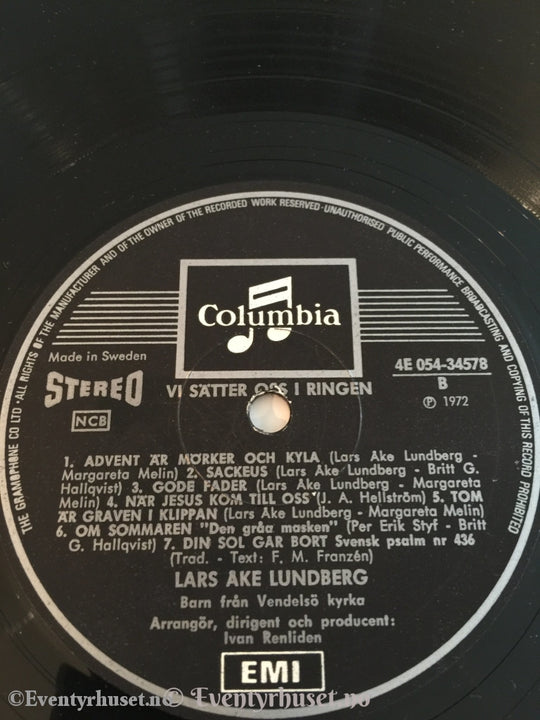 THE GRAMOPHONE CO LTD · ALL RIGHTS OF THE MANUFACTURER AND OF THE OWNER OF THE RECORDED WORK RESERVED · UNAUTHORISED PUBLIC PERFORMANCE BROADCASTING AND COPYING OF THIS RECORD PROHIBITED
Columbia
Made in Sweden
4E 054-34578
STEREO
VI SÄTTER OSS I RINGEN
B
NCB
℗ 1972
1. ADVENT ÄR MÖRKER OCH KYLA (Lars Ake Lundberg -
Margareta Melin) 2. SACKEUS (Lars Ake Lundberg - Britt G.
Hallqvist) 3. GODE FADER (Lars Ake Lundberg - Margareta
Melin) 4. NÄR JESUS KOM TILL OSS (J. A. Hellström) 5. TOM
ÄR GRAVEN I KLIPPAN (Lars Ake Lundberg - Margareta Melin)
6. OM SOMMAREN "Den gråa masken" (Per Erik Styf - Britt
G. Hallqvist) 7. DIN SOL GAR BORT Svensk psalm nr 436
(Trad. - Text: F. M. Franzén)
LARS AKE LUNDBERG
Barn från Vendelsö kyrka
Arrangör, dirigent och producent:
Ivan Renliden
EMI
©Eventyrhuset.no © Eventyrhuset.no